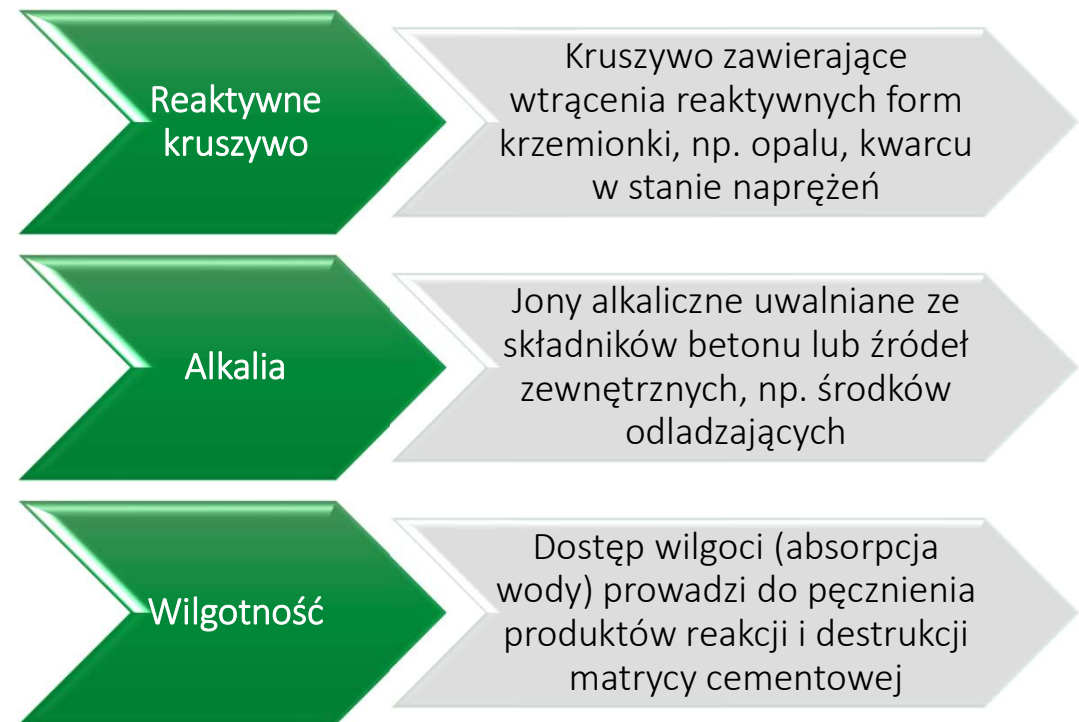 Reaktywne
kruszywo
Kruszywo zawierające
wtrącenia reaktywnych form
krzemionki, np. opalu, kwarcu
w stanie naprężeń
Alkalia
Jony alkaliczne uwalniane ze
składników betonu lub źródeł
zewnętrznych, np. środków
odladzających
Wilgotność
Dostęp wilgoci (absorpcja
wody) prowadzi do pęcznienia
produktów reakcji i destrukcji
matrycy cementowej